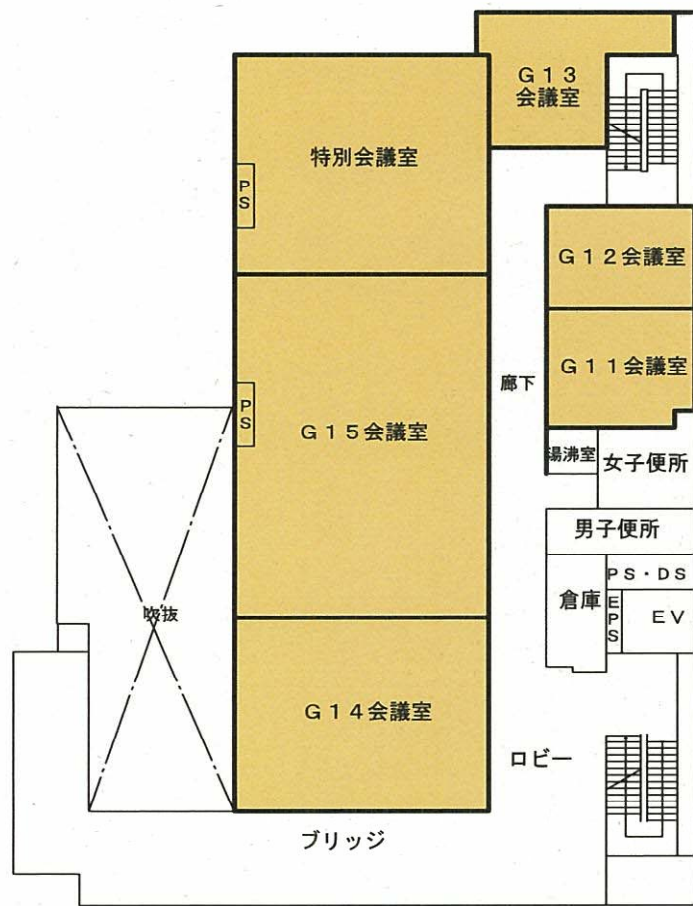 Ｇ１３
会議室
特別会議室
ＰＳ
Ｇ１２会議室
Ｇ１１会議室
廊下
ＰＳ
Ｇ１５会議室
湯沸室
女子便所
男子便所
ＰＳ・ＤＳ
倉庫
ＥＰＳ
ＥＶ
吹抜
Ｇ１４会議室
ロビー
ブリッジ